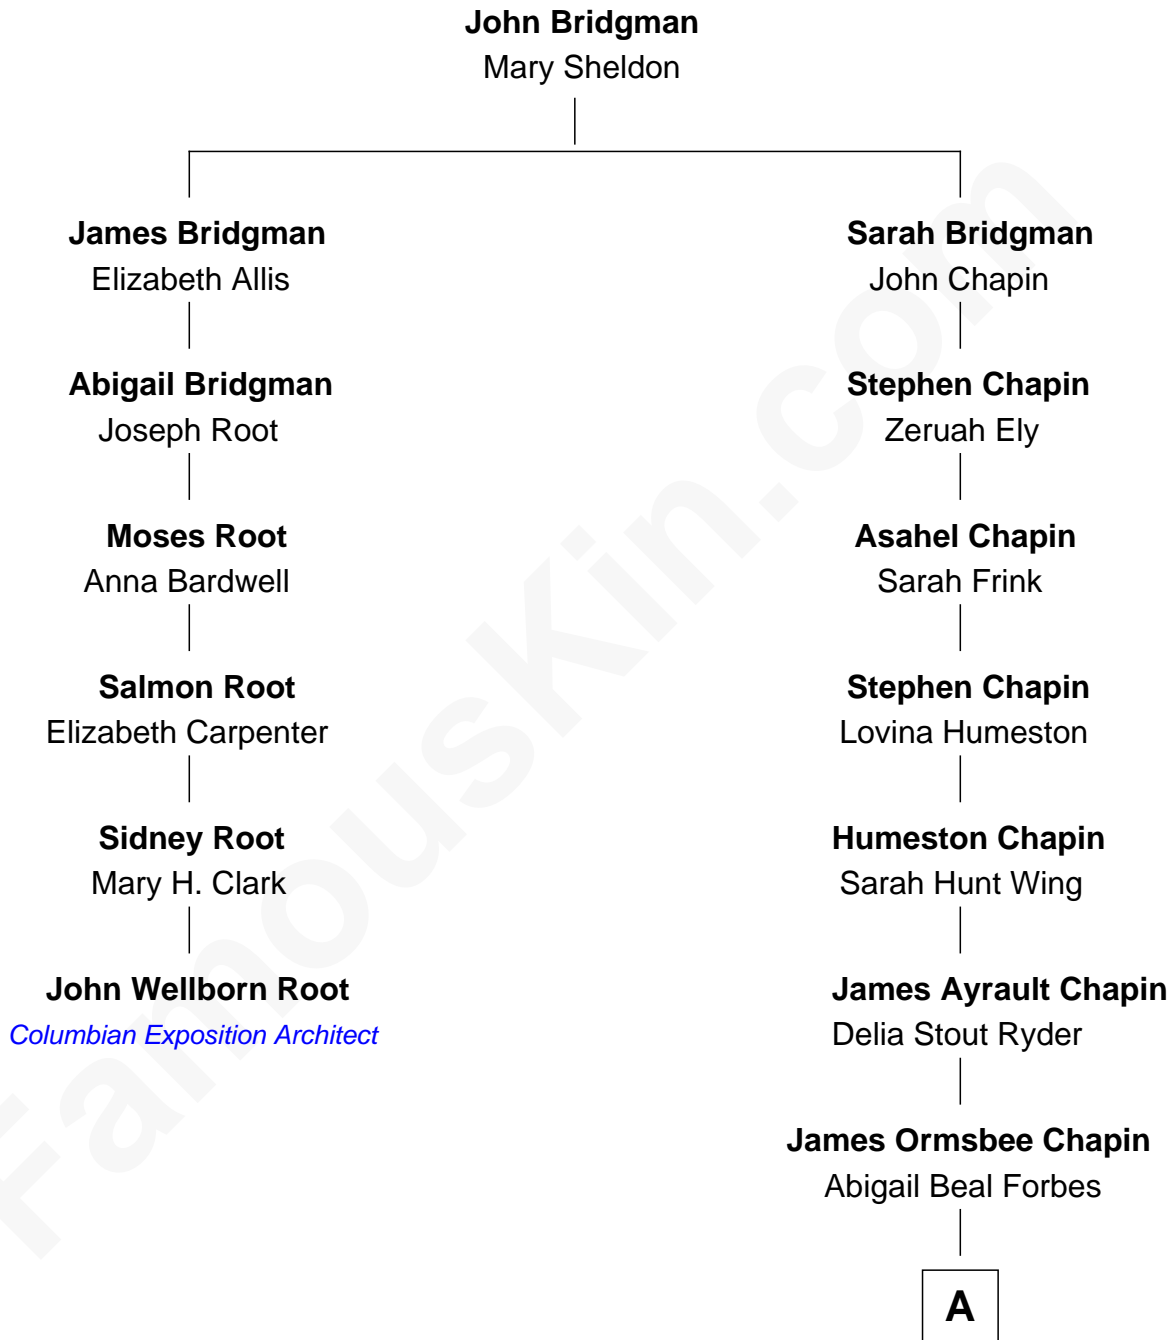 John Bridgman
Mary Sheldon
James Bridgman
Elizabeth Allis
Sarah Bridgman
John Chapin
Abigail Bridgman
Joseph Root
Stephen Chapin
Zeruah Ely
Moses Root
Anna Bardwell
Asahel Chapin
Sarah Frink
Salmon Root
Elizabeth Carpenter
Stephen Chapin
Lovina Humeston
Sidney Root
Mary H. Clark
Humeston Chapin
Sarah Hunt Wing
John Wellborn Root
Columbian Exposition Architect
James Ayrault Chapin
Delia Stout Ryder
James Ormsbee Chapin
Abigail Beal Forbes
A
FamousKin.com